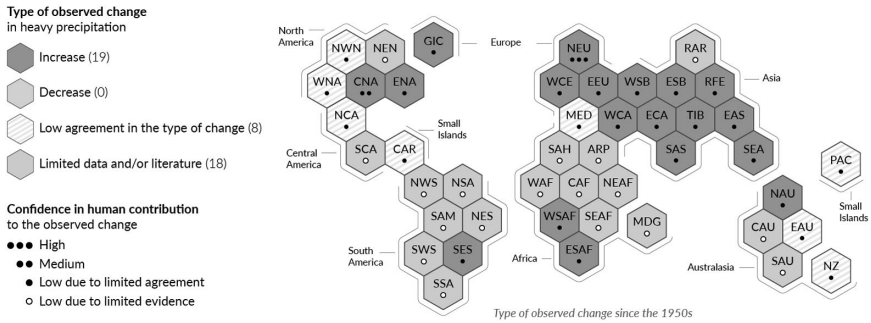 Type of observed change
in heavy precipitation
Increase (19)
Decrease (0)
Low agreement in the type of change (8)
Limited data and/or literature (18)
Confidence in human contribution
to the observed change
●●● High
●● Medium
● Low due to limited agreement
○ Low due to limited evidence
North
America
NWN NEN GIC
WNA CNA ENA
NCA
Small
Islands
Central
America
SCA CAR
NWS NSA
SAM NES
South
America
SWS SES
SSA
Europe
NEU RAR
WCE EEU WSB ESB RFE
Asia
MED WCA ECA TIB EAS
SAH ARP SAS SEA
WAF CAF NEAF
WSAF SEAF MDG
Africa
ESAF
PAC
Small
Islands
NAU
CAU EAU
Australasia
SAU NZ
Type of observed change since the 1950s